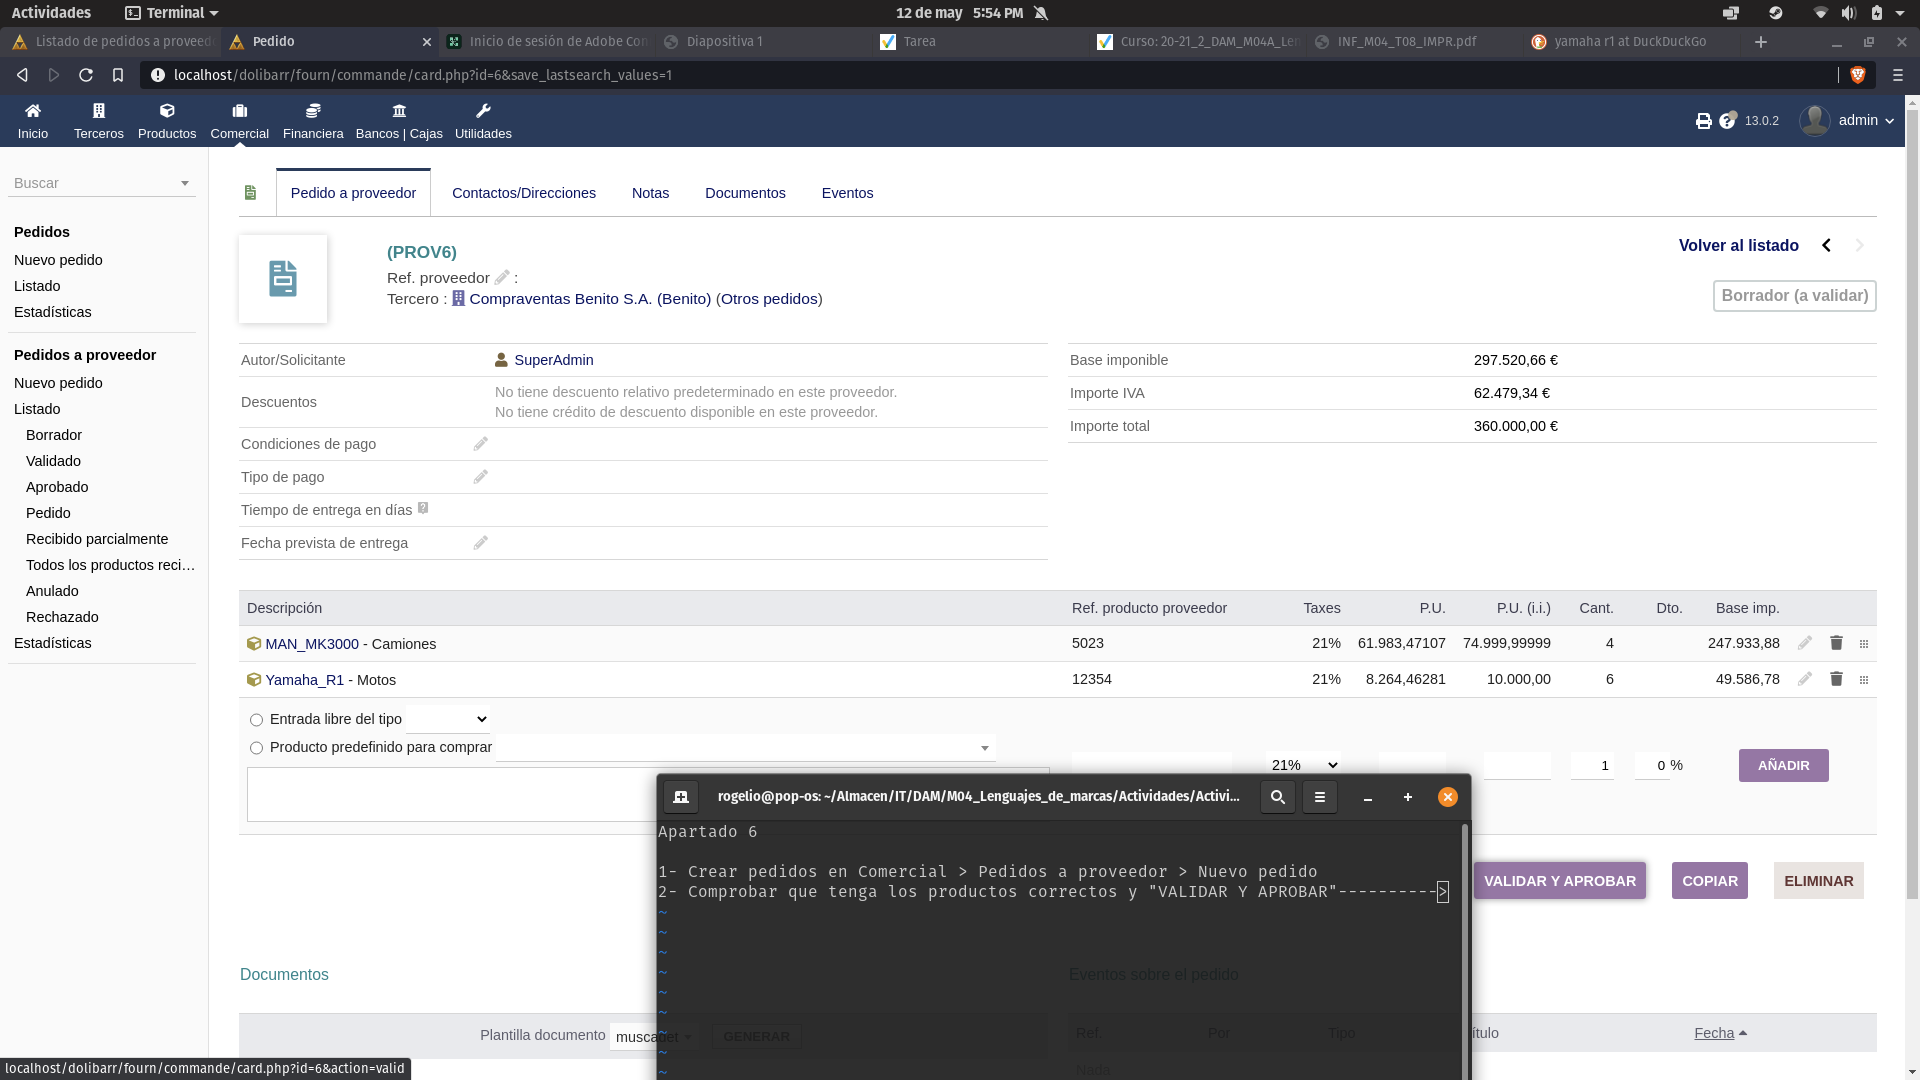 Actividades Terminal 12 de may 5:54 PM
Listado de pedidos a proveed Pedido Inicio de sesión de Adobe Con Diapositiva 1 Tarea Curso: 20-21_2_DAM_M04A_Len INF_M04_T08_IMPR.pdf yamaha r1 at DuckDuckGo
localhost/dolibarr/fourn/commande/card.php?id=6&save_lastsearch_values=1
Inicio Terceros Productos Comercial Financiera Bancos | Cajas Utilidades 13.0.2 admin
Buscar
Pedidos
Nuevo pedido
Listado
Estadísticas
Pedidos a proveedor
Nuevo pedido
Listado
Borrador
Validado
Aprobado
Pedido
Recibido parcialmente
Todos los productos reci…
Anulado
Rechazado
Estadísticas
Pedido a proveedor Contactos/Direcciones Notas Documentos Eventos
(PROV6)
Ref. proveedor :
Tercero : Compraventas Benito S.A. (Benito) (Otros pedidos)
Volver al listado
Borrador (a validar)
Autor/Solicitante SuperAdmin
Descuentos No tiene descuento relativo predeterminado en este proveedor.
No tiene crédito de descuento disponible en este proveedor.
Condiciones de pago
Tipo de pago
Tiempo de entrega en días
Fecha prevista de entrega
Base imponible 297.520,66 €
Importe IVA 62.479,34 €
Importe total 360.000,00 €
Descripción Ref. producto proveedor Taxes P.U. P.U. (i.i.) Cant. Dto. Base imp.
MAN_MK3000 - Camiones 5023 21% 61.983,47107 74.999,99999 4 247.933,88
Yamaha_R1 - Motos 12354 21% 8.264,46281 10.000,00 6 49.586,78
Entrada libre del tipo
Producto predefinido para comprar
21% 1 0 % AÑADIR
rogelio@pop-os: ~/Almacen/IT/DAM/M04_Lenguajes_de_marcas/Actividades/Activi...
Apartado 6
1- Crear pedidos en Comercial > Pedidos a proveedor > Nuevo pedido
2- Comprobar que tenga los productos correctos y "VALIDAR Y APROBAR"---------->
~
~
~
~
~
~
~
~
~
VALIDAR Y APROBAR COPIAR ELIMINAR
Documentos Eventos sobre el pedido
Plantilla documento muscadet GENERAR
Ref. Por Tipo ítulo Fecha
Nada
localhost/dolibarr/fourn/commande/card.php?id=6&action=valid